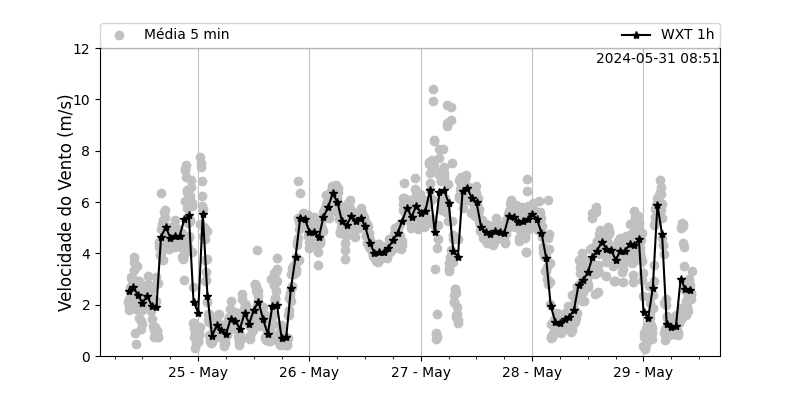 Média 5 min
WXT 1h
2024-05-31 08:51
Velocidade do Vento (m/s)
12
10
8
6
4
2
0
25 - May
26 - May
27 - May
28 - May
29 - May